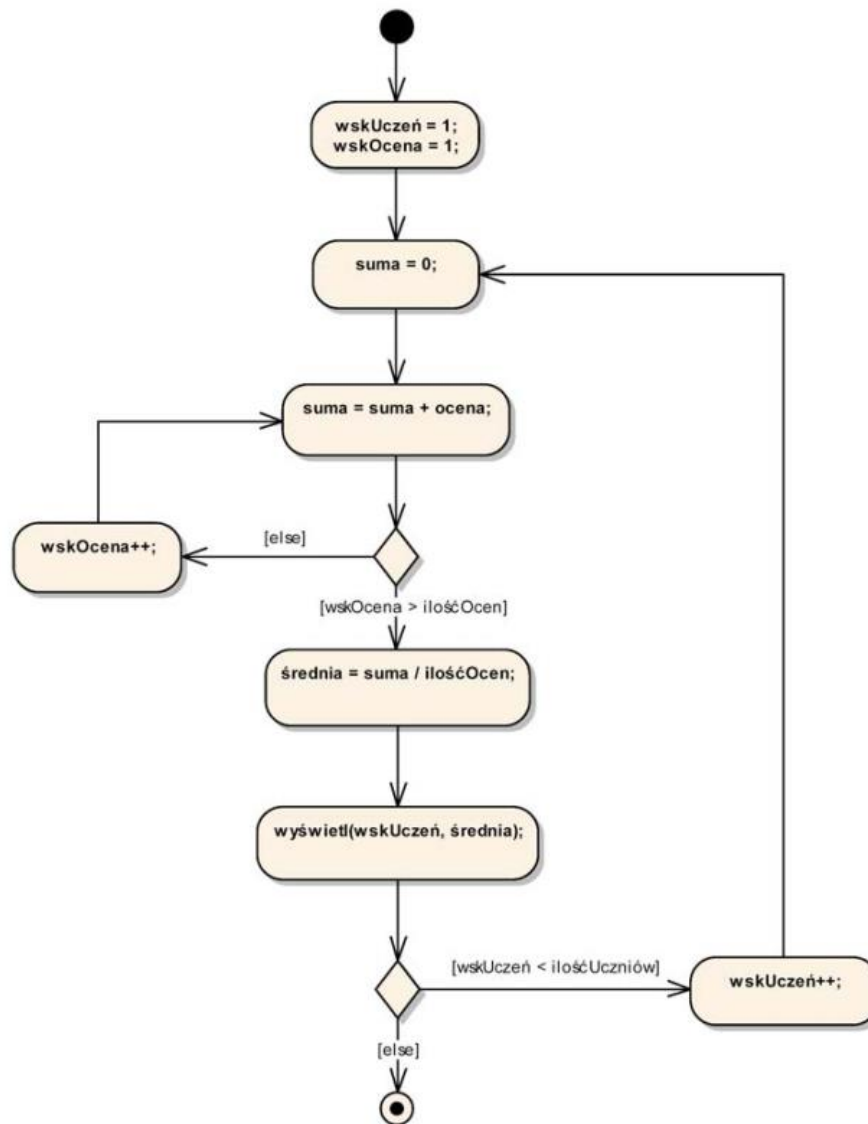 wskUczeń = 1;
wskOcena = 1;
suma = 0;
suma = suma + ocena;
[else]
wskOcena++;
[wskOcena > ilośćOcen]
średnia = suma / ilośćOcen;
wyświetl(wskUczeń, średnia);
[wskUczeń < ilośćUczniów]
wskUczeń++;
[else]